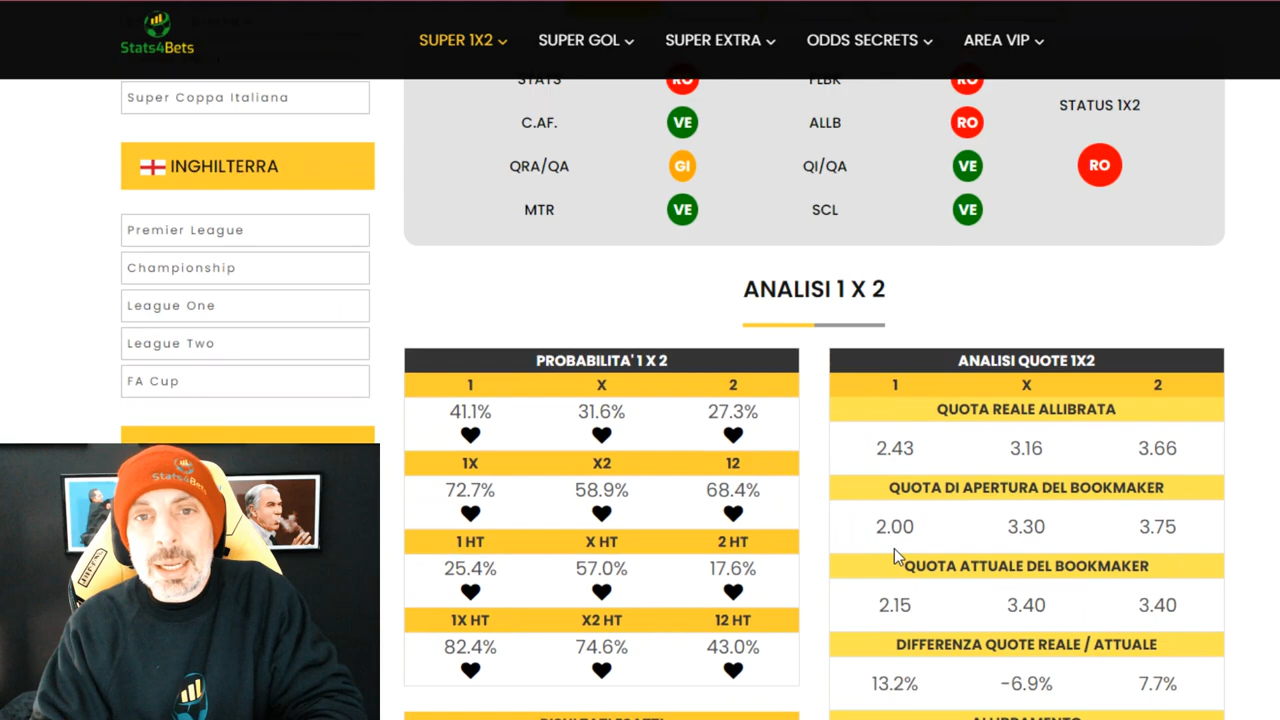 Stats4Bets
SUPER 1X2 SUPER GOL SUPER EXTRA ODDS SECRETS AREA VIP
STATS RO FLBK RO
Super Coppa Italiana
STATUS 1X2
C.AF. VE ALLB RO
INGHILTERRA
QRA/QA GI QI/QA VE RO
MTR VE SCL VE
Premier League
Championship
League One
League Two
FA Cup
ANALISI 1 X 2
PROBABILITA' 1 X 2
1 X 2
41.1% 31.6% 27.3%
1X X2 12
72.7% 58.9% 68.4%
1 HT X HT 2 HT
25.4% 57.0% 17.6%
1X HT X2 HT 12 HT
82.4% 74.6% 43.0%
ANALISI QUOTE 1X2
1 X 2
QUOTA REALE ALLIBRATA
2.43 3.16 3.66
QUOTA DI APERTURA DEL BOOKMAKER
2.00 3.30 3.75
QUOTA ATTUALE DEL BOOKMAKER
2.15 3.40 3.40
DIFFERENZA QUOTE REALE / ATTUALE
13.2% -6.9% 7.7%
Stats4Bets